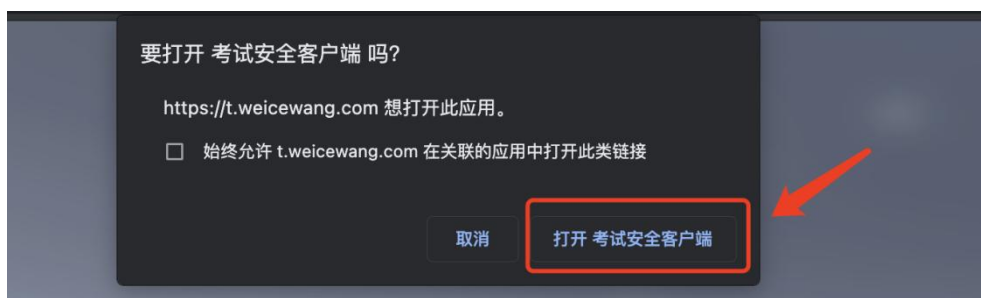 要打开 考试安全客户端 吗?
https://t.weicewang.com 想打开此应用。
始终允许 t.weicewang.com 在关联的应用中打开此类链接
取消
打开 考试安全客户端